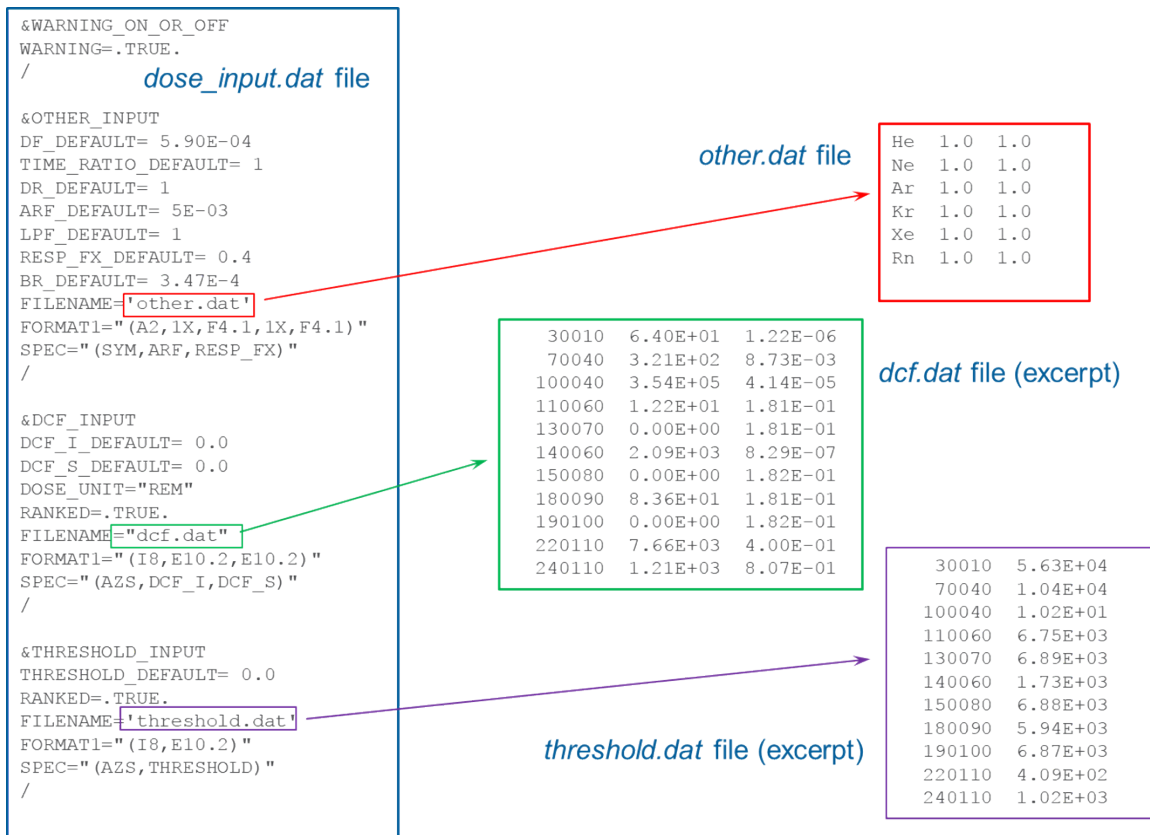 &WARNING_ON_OR_OFF
WARNING=.TRUE.
/
dose_input.dat file
&OTHER_INPUT
DF_DEFAULT= 5.90E-04
TIME_RATIO_DEFAULT= 1
DR_DEFAULT= 1
ARF_DEFAULT= 5E-03
LPF_DEFAULT= 1
RESP_FX_DEFAULT= 0.4
BR_DEFAULT= 3.47E-4
FILENAME='other.dat'
FORMAT1="(A2,1X,F4.1,1X,F4.1)"
SPEC="(SYM,ARF,RESP_FX)"
/
&DCF_INPUT
DCF_I_DEFAULT= 0.0
DCF_S_DEFAULT= 0.0
DOSE_UNIT="REM"
RANKED=.TRUE.
FILENAME="dcf.dat"
FORMAT1="(I8,E10.2,E10.2)"
SPEC="(AZS,DCF_I,DCF_S)"
/
&THRESHOLD_INPUT
THRESHOLD_DEFAULT= 0.0
RANKED=.TRUE.
FILENAME='threshold.dat'
FORMAT1="(I8,E10.2)"
SPEC="(AZS,THRESHOLD)"
/
other.dat file
He 1.0 1.0
Ne 1.0 1.0
Ar 1.0 1.0
Kr 1.0 1.0
Xe 1.0 1.0
Rn 1.0 1.0
30010 6.40E+01 1.22E-06
70040 3.21E+02 8.73E-03
100040 3.54E+05 4.14E-05
110060 1.22E+01 1.81E-01
130070 0.00E+00 1.81E-01
140060 2.09E+03 8.29E-07
150080 0.00E+00 1.82E-01
180090 8.36E+01 1.81E-01
190100 0.00E+00 1.82E-01
220110 7.66E+03 4.00E-01
240110 1.21E+03 8.07E-01
dcf.dat file (excerpt)
30010 5.63E+04
70040 1.04E+04
100040 1.02E+01
110060 6.75E+03
130070 6.89E+03
140060 1.73E+03
150080 6.88E+03
180090 5.94E+03
190100 6.87E+03
220110 4.09E+02
240110 1.02E+03
threshold.dat file (excerpt)